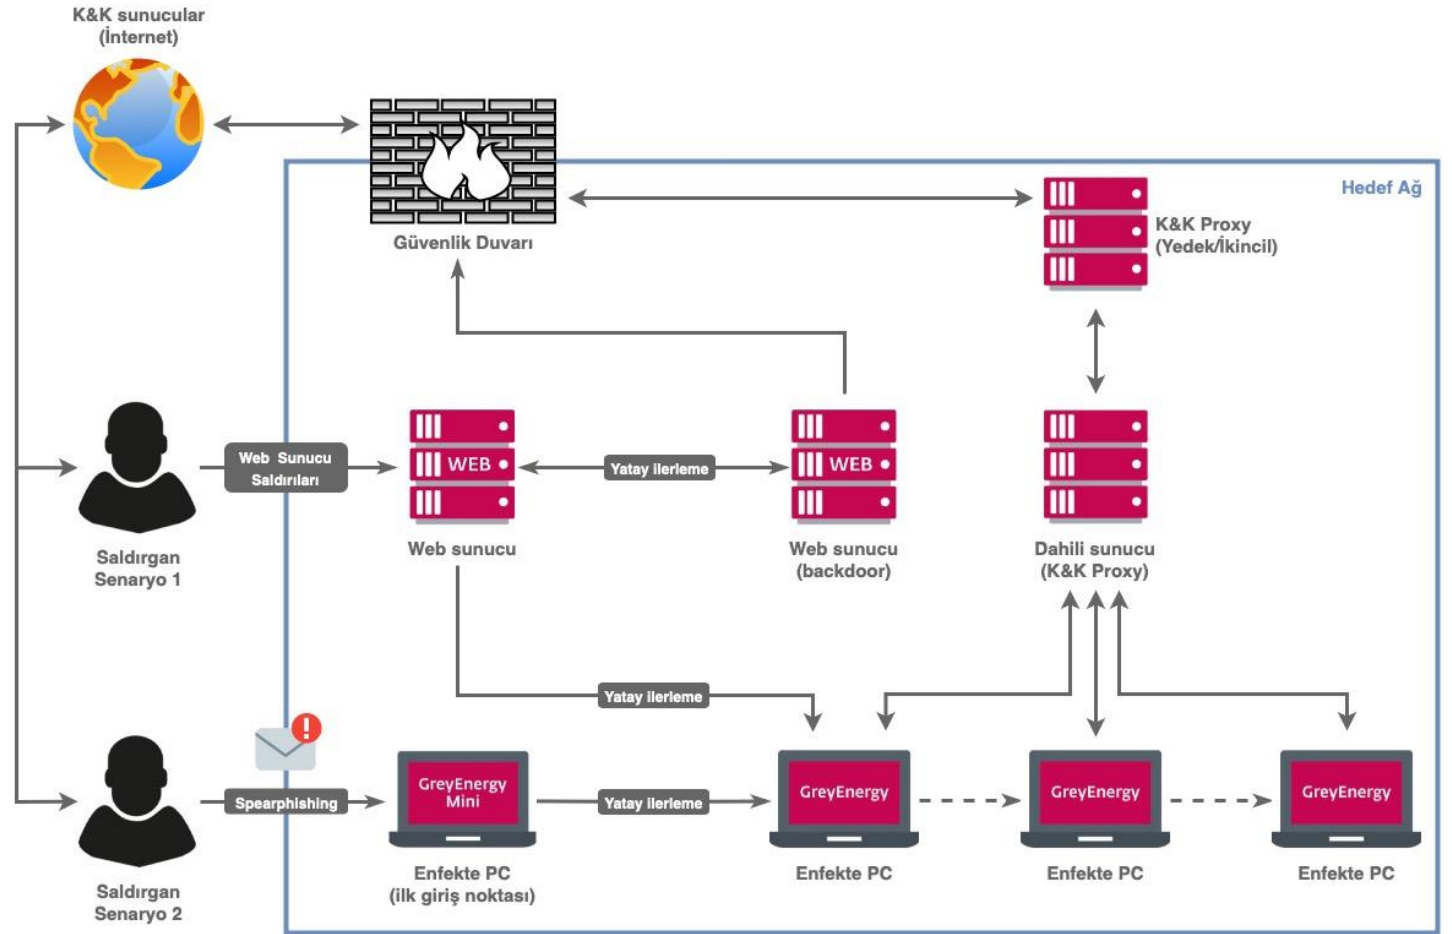 K&K sunucular
(İnternet)
Hedef Ağ
K&K Proxy
(Yedek/İkincil)
Güvenlik Duvarı
Web Sunucu
Saldırıları
WEB
Yatay ilerleme
WEB
Saldırgan
Senaryo 1
Web sunucu
Web sunucu
(backdoor)
Dahili sunucu
(K&K Proxy)
Yatay ilerleme
!
Spearphishing
GreyEnergy
Mini
Yatay ilerleme
GreyEnergy
GreyEnergy
GreyEnergy
Saldırgan
Senaryo 2
Enfekte PC
(ilk giriş noktası)
Enfekte PC
Enfekte PC
Enfekte PC